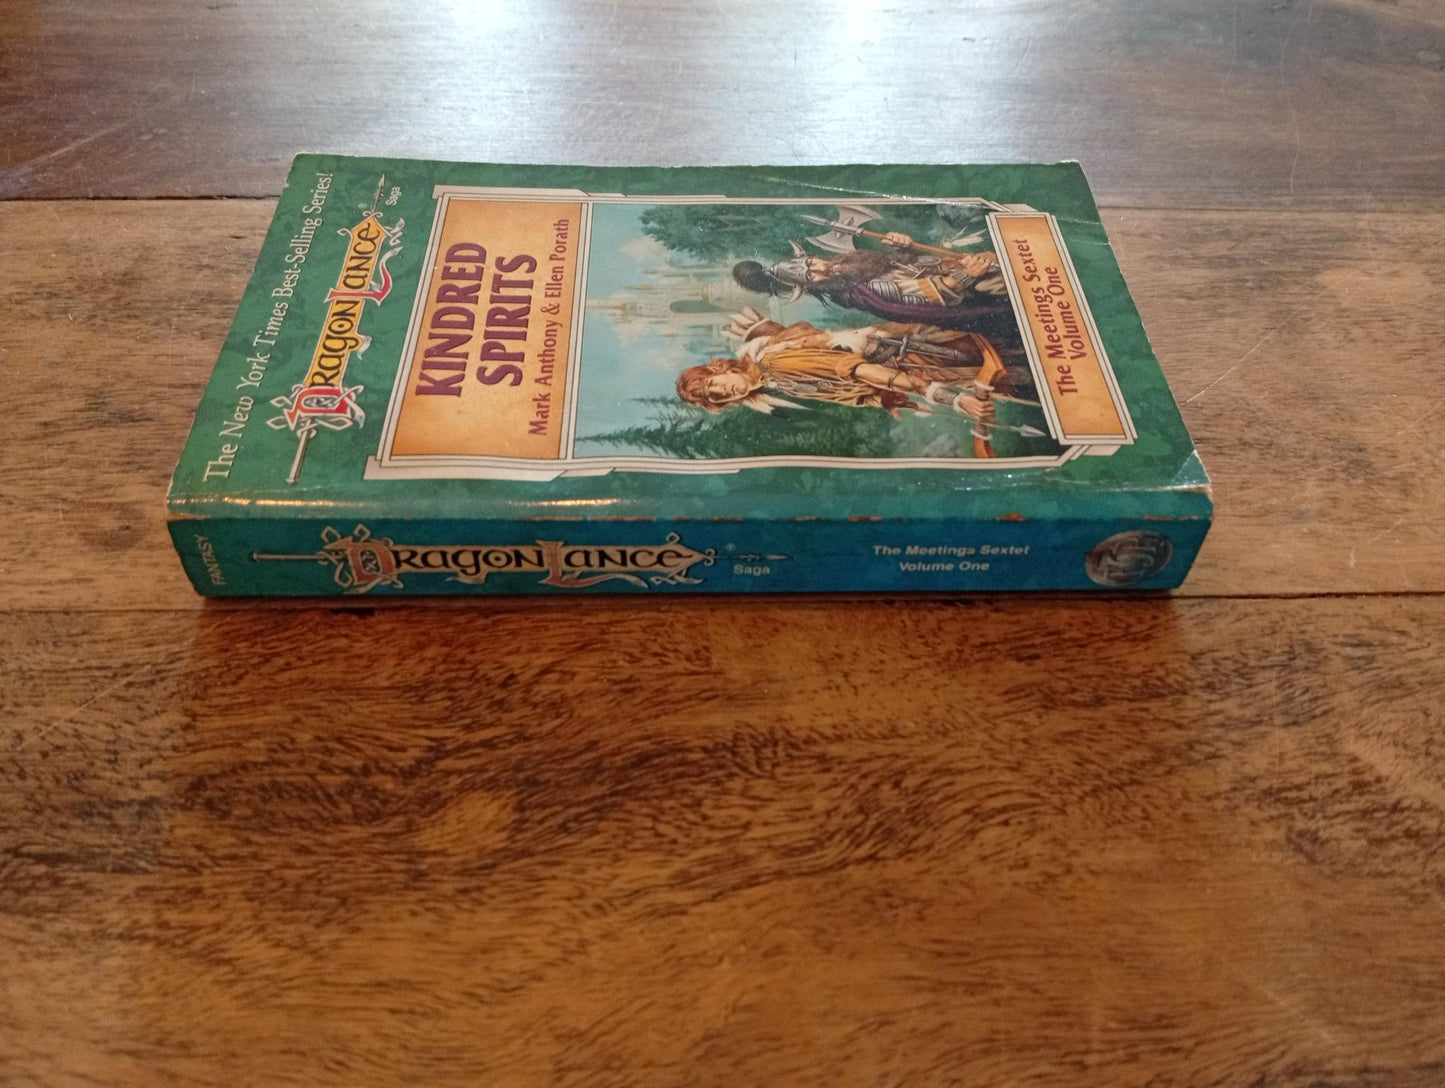 The New York Times Best-Selling Series!
DRAGONLANCE®
Saga
KINDRED
SPIRITS
Mark Anthony & Ellen Porath
The Meetings Sextet
Volume One
FANTASY
DRAGONLANCE®
Saga
The Meetings Sextet
Volume One